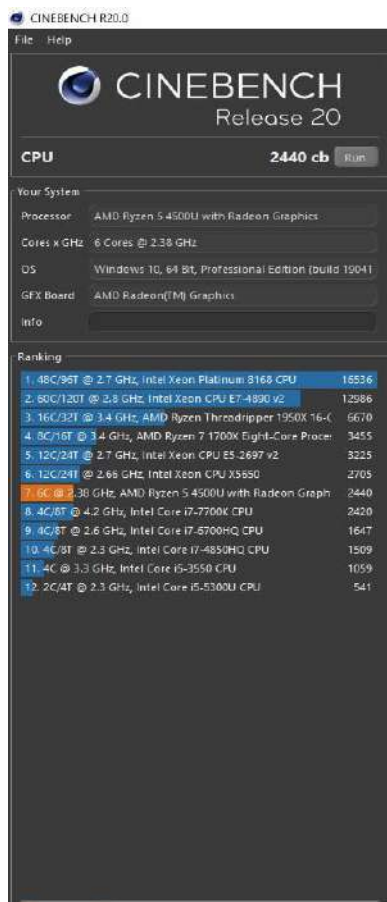 CINEBENCH R20.0
File Help
CINEBENCH
Release 20
CPU 2440 cb Run
Your System
Processor AMD Ryzen 5 4500U with Radeon Graphics
Cores x GHz 6 Cores @ 2.38 GHz
OS Windows 10, 64 Bit, Professional Edition (build 19041
GFX Board AMD Radeon(TM) Graphics
Info
Ranking
1. 48C/96T @ 2.7 GHz, Intel Xeon Platinum 8168 CPU 16536
2. 60C/120T @ 2.8 GHz, Intel Xeon CPU E7-4890 v2 12986
3. 16C/32T @ 3.4 GHz, AMD Ryzen Threadripper 1950X 16-C 6670
4. 8C/16T @ 3.4 GHz, AMD Ryzen 7 1700X Eight-Core Proce: 3455
5. 12C/24T @ 2.7 GHz, Intel Xeon CPU E5-2697 v2 3225
6. 12C/24T @ 2.66 GHz, Intel Xeon CPU X5650 2705
7. 6C @ 2.38 GHz, AMD Ryzen 5 4500U with Radeon Graph 2440
8. 4C/8T @ 4.2 GHz, Intel Core i7-7700K CPU 2420
9. 4C/8T @ 2.6 GHz, Intel Core i7-6700HQ CPU 1647
10. 4C/8T @ 2.3 GHz, Intel Core i7-4850HQ CPU 1509
11. 4C @ 3.3 GHz, Intel Core i5-3550 CPU 1059
12. 2C/4T @ 2.3 GHz, Intel Core i5-5300U CPU 541